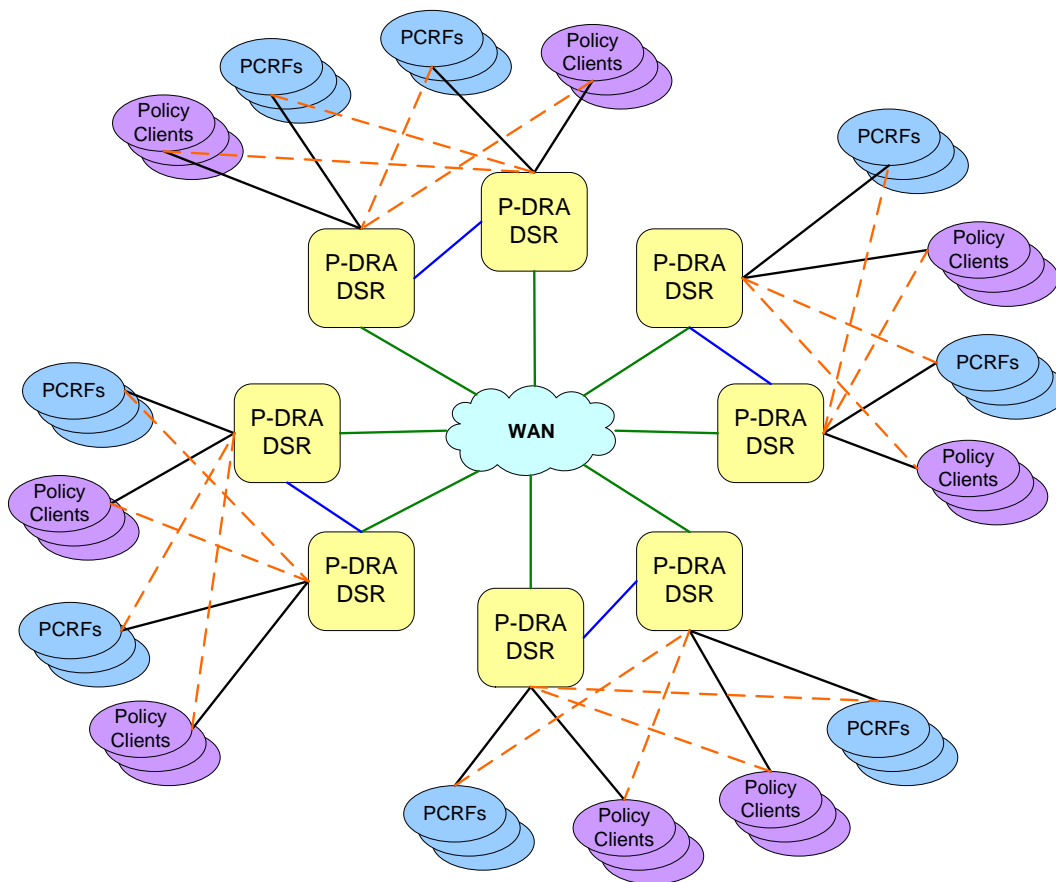 PCRFs
Policy
Clients
PCRFs
Policy
Clients
PCRFs
P-DRA
DSR
P-DRA
DSR
P-DRA
DSR
Policy
Clients
PCRFs
PCRFs
P-DRA
DSR
WAN
P-DRA
DSR
Policy
Clients
Policy
Clients
P-DRA
DSR
P-DRA
DSR
P-DRA
DSR
PCRFs
Policy
Clients
PCRFs
PCRFs
Policy
Clients
Policy
Clients